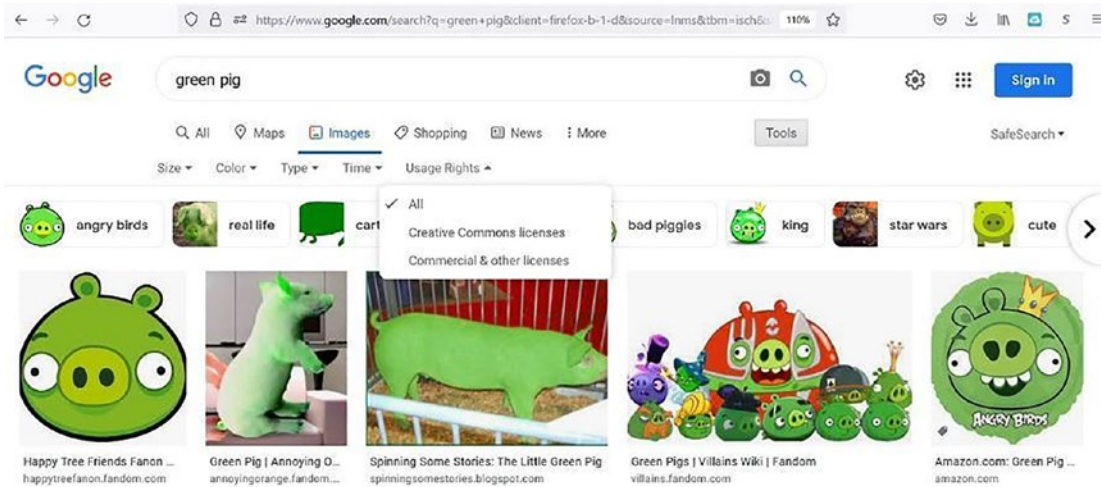 https://www.google.com/search?q=green+pig&client=firefox-b-1-d&source=lnms&tbm=isch& 110%
Google green pig Sign in
All Maps Images Shopping News More Tools SafeSearch
Size Color Type Time Usage Rights
All
Creative Commons licenses
Commercial & other licenses
angry birds real life cart bad piggies king star wars cute
ANGRY BIRDS
Happy Tree Friends Fanon ... Green Pig | Annoying O... Spinning Some Stories: The Little Green Pig Green Pigs | Villains Wiki | Fandom Amazon.com: Green Pig ...
happytreefanon.fandom.com annoyingorange.fandom.... spinningsomestories.blogspot.com villains.fandom.com amazon.com